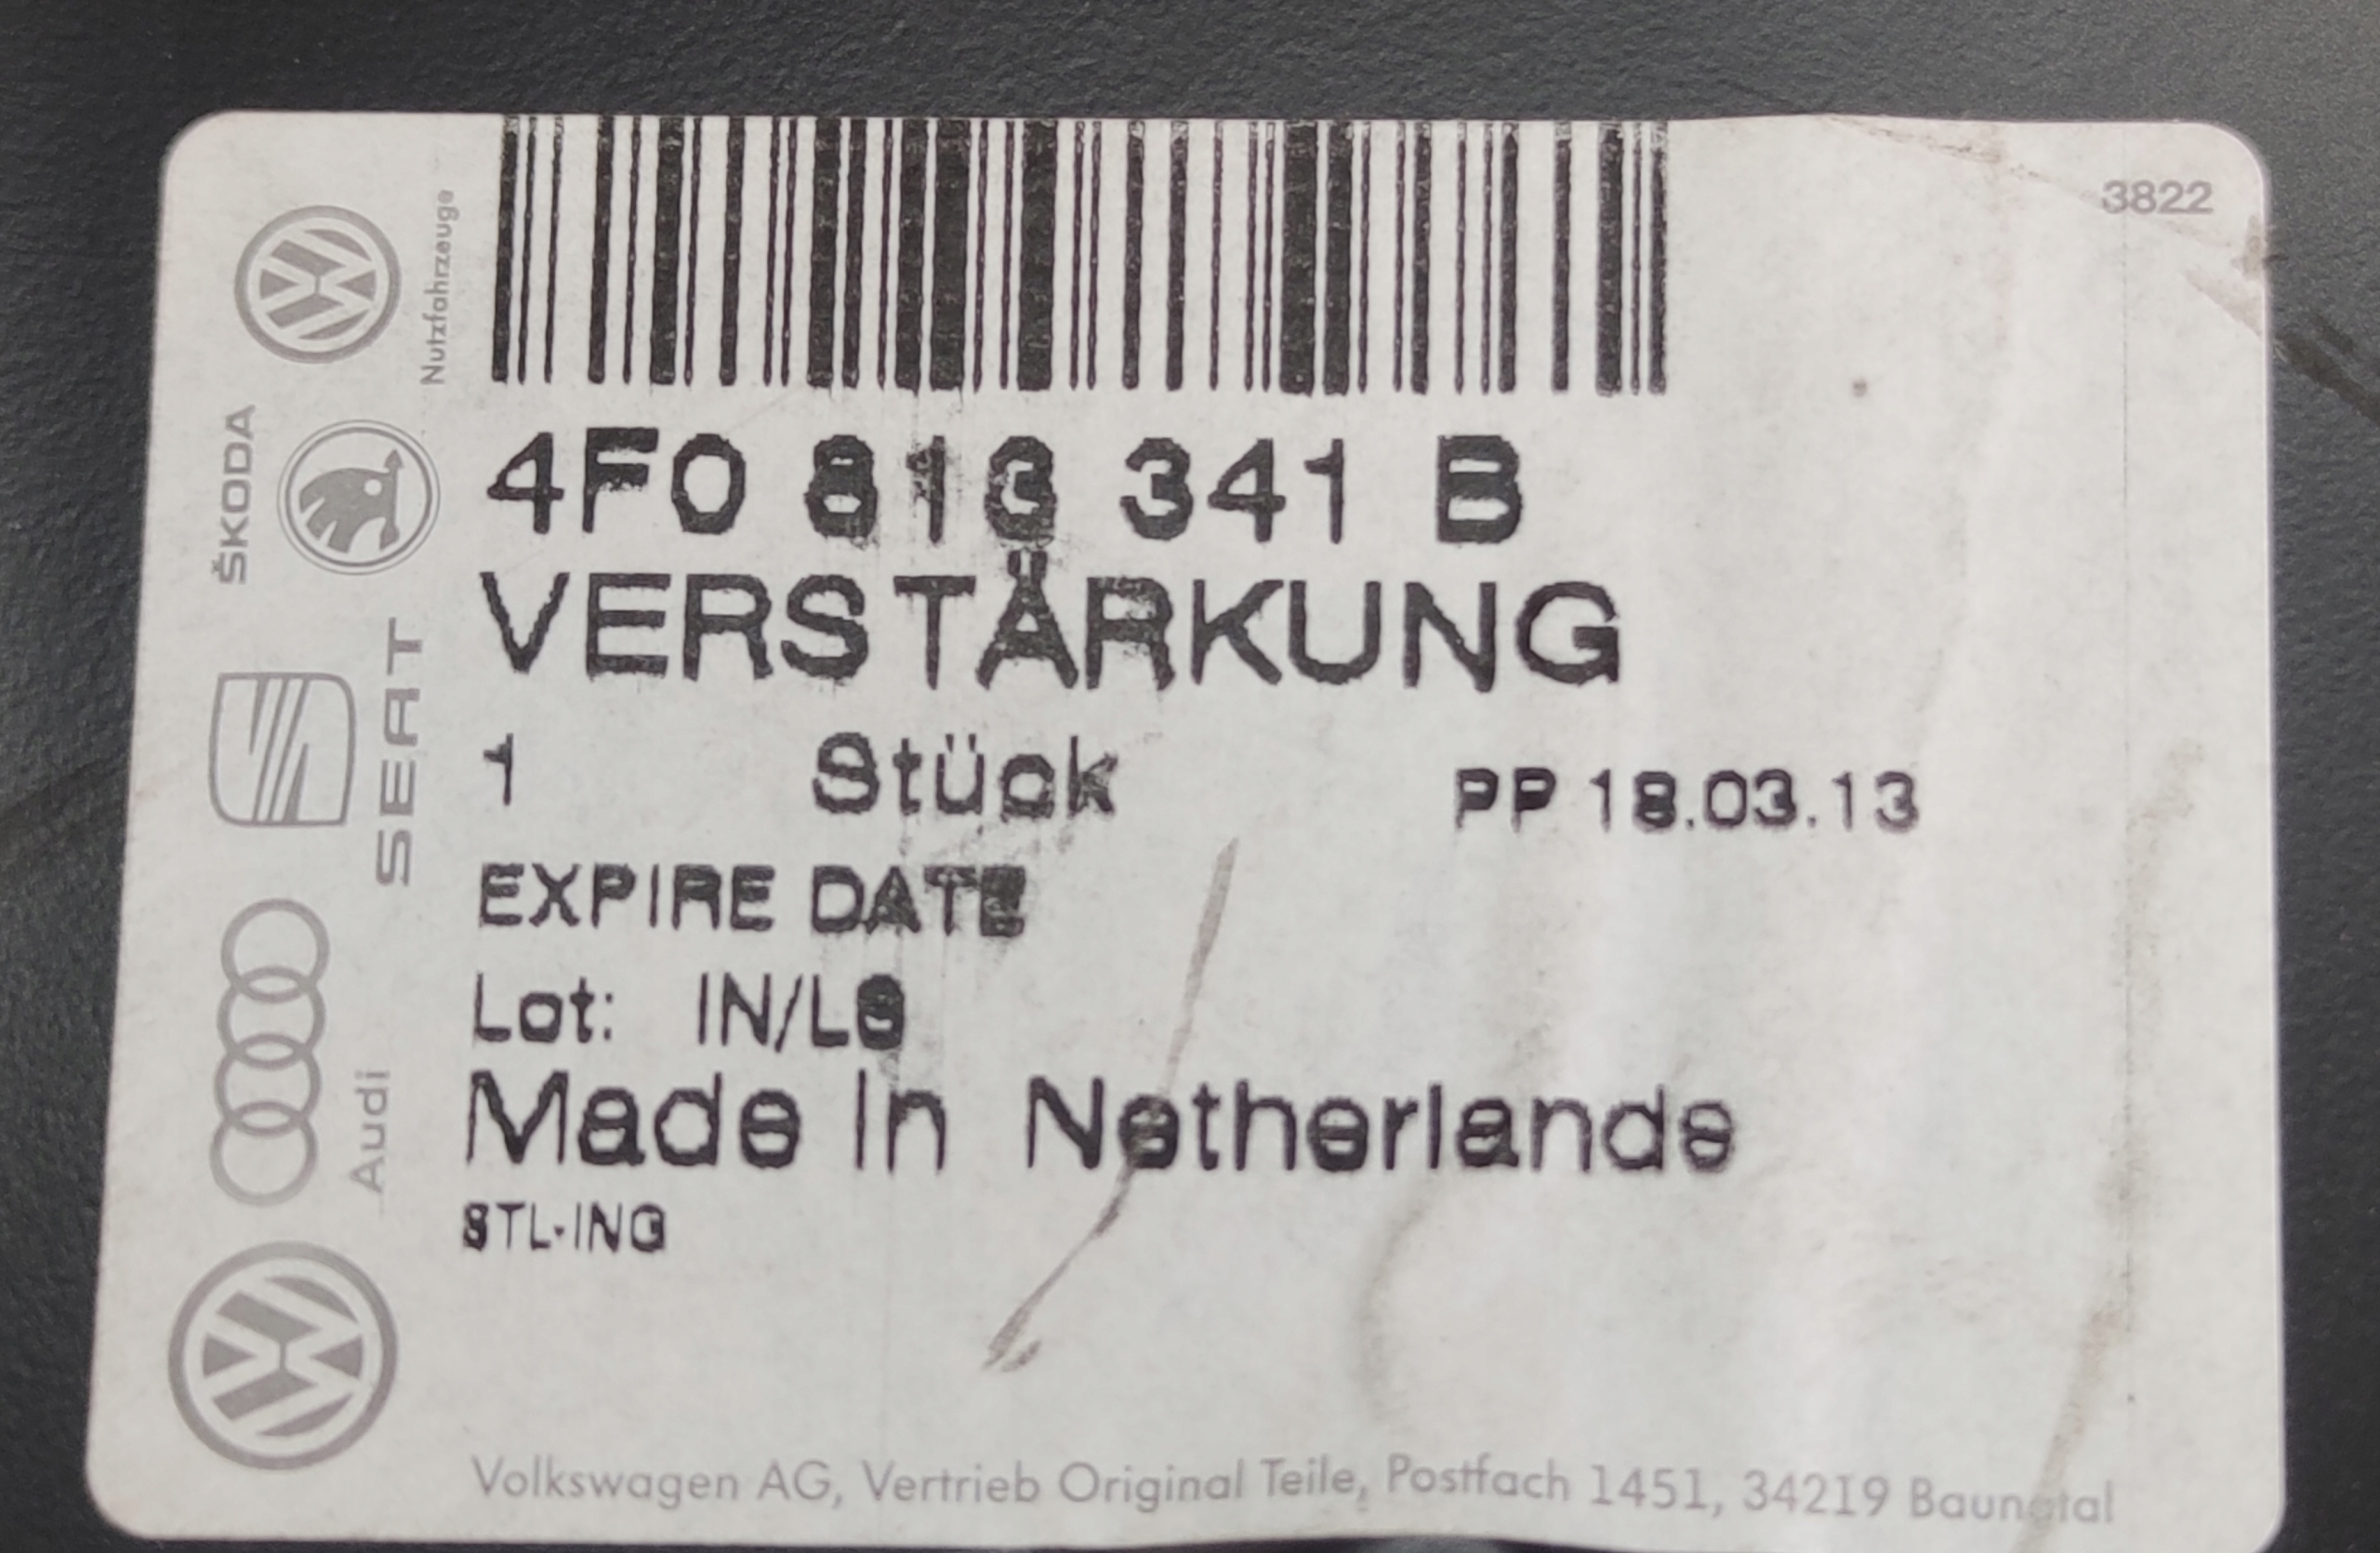 3822
Nutzfahrzeuge
ŠKODA
SEAT
Audi
4F0 813 341 B
VERSTÄRKUNG
1 Stück PP 18.03.13
EXPIRE DATE
Lot: IN/LS
Made In Netherlands
STL-ING
Volkswagen AG, Vertrieb Original Teile, Postfach 1451, 34219 Baunatal